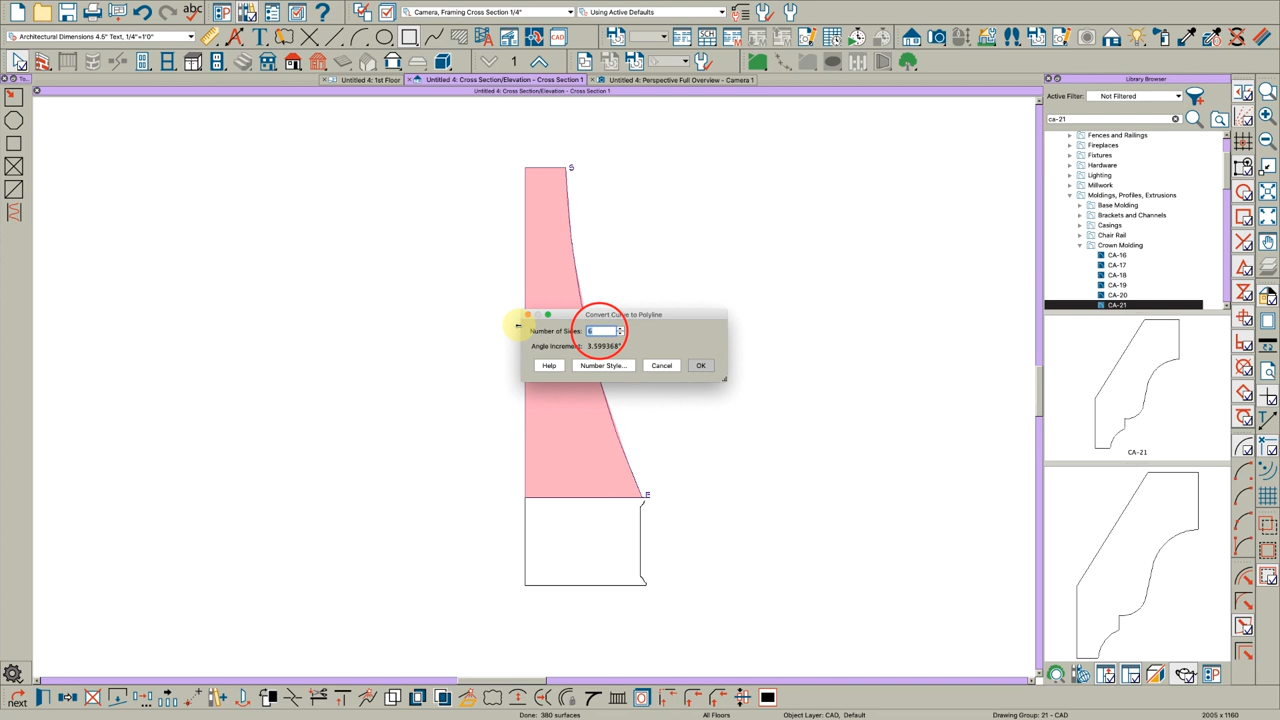 Camera, Framing Cross Section 1/4"
Using Active Defaults
Architectural Dimensions 4.5" Text, 1/4"=1'0"
CAD
SCH
1
To...
Untitled 4: 1st Floor
Untitled 4: Cross Section/Elevation - Cross Section 1
Untitled 4: Perspective Full Overview - Camera 1
Untitled 4: Cross Section/Elevation - Cross Section 1
Library Browser
Active Filter:
Not Filtered
ca-21
Fences and Railings
Fireplaces
Fixtures
Hardware
Lighting
Millwork
Moldings, Profiles, Extrusions
Base Molding
Brackets and Channels
Casings
Chair Rail
Crown Molding
CA-16
CA-17
CA-18
CA-19
CA-20
CA-21
S
Convert Curve to Polyline
Number of Sides:
6
Angle Increment:
3.599368°
Help
Number Style...
Cancel
OK
E
CA-21
next
Done: 380 surfaces
All Floors
Object Layer: CAD, Default
Drawing Group: 21 - CAD
2005 x 1160